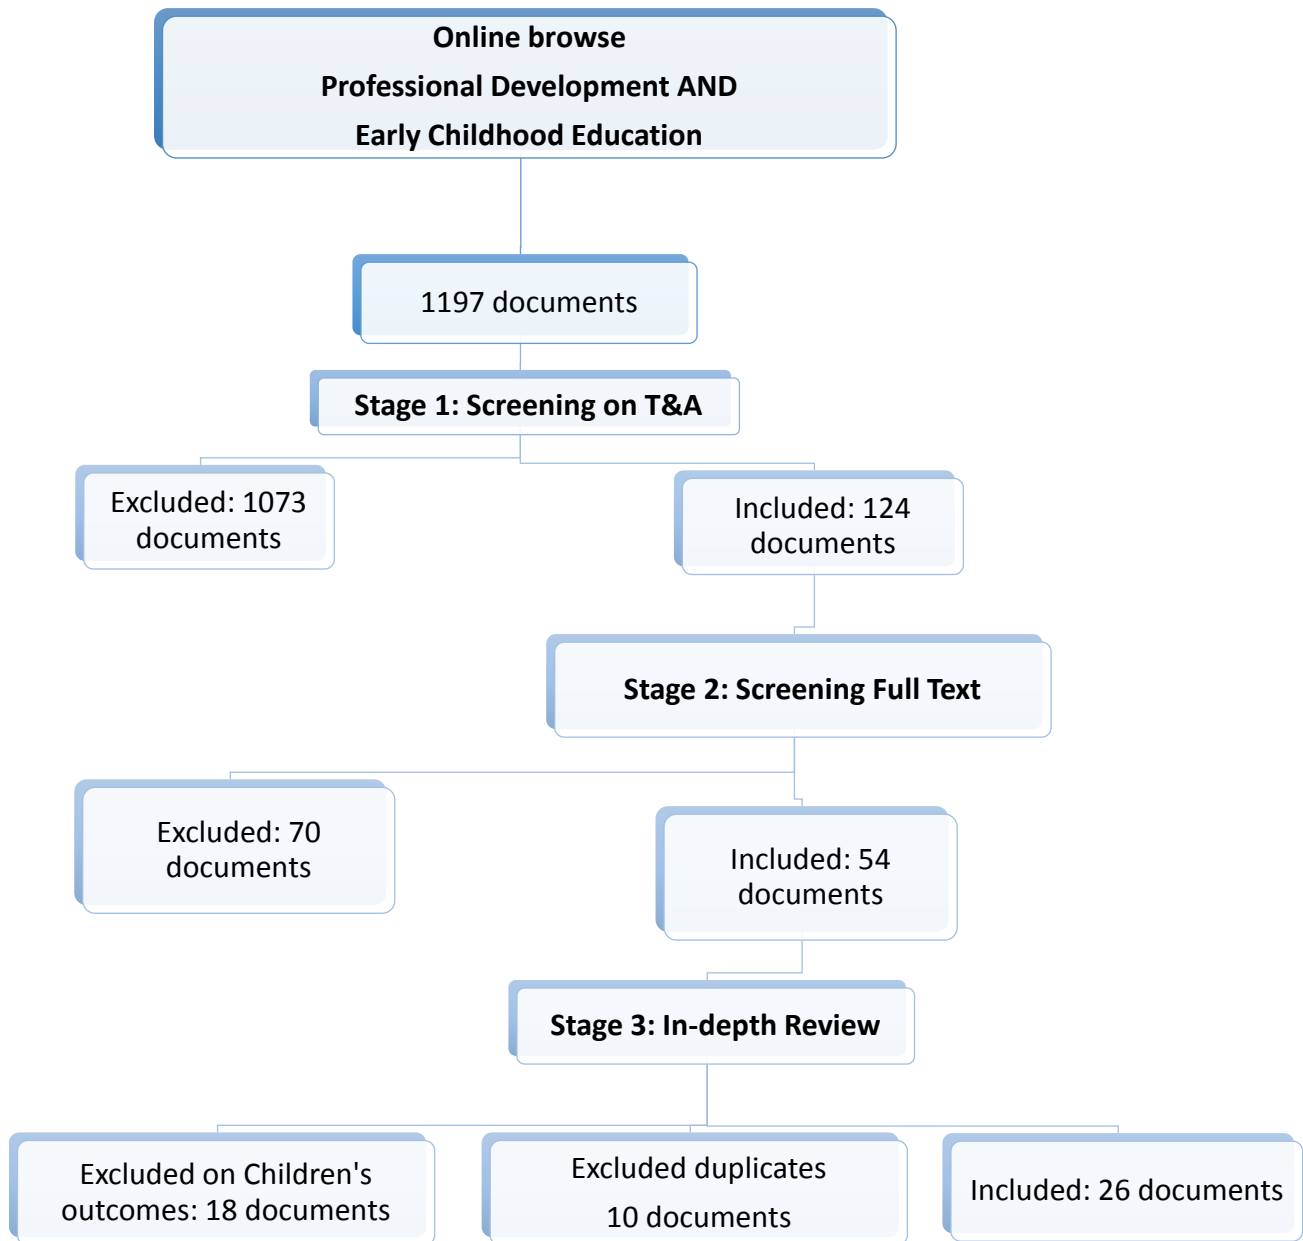 Online browse
Professional Development AND
Early Childhood Education
1197 documents
Stage 1: Screening on T&A
Excluded: 1073
documents
Included: 124
documents
Stage 2: Screening Full Text
Excluded: 70
documents
Included: 54
documents
Stage 3: In-depth Review
Excluded on Children's
outcomes: 18 documents
Excluded duplicates
10 documents
Included: 26 documents